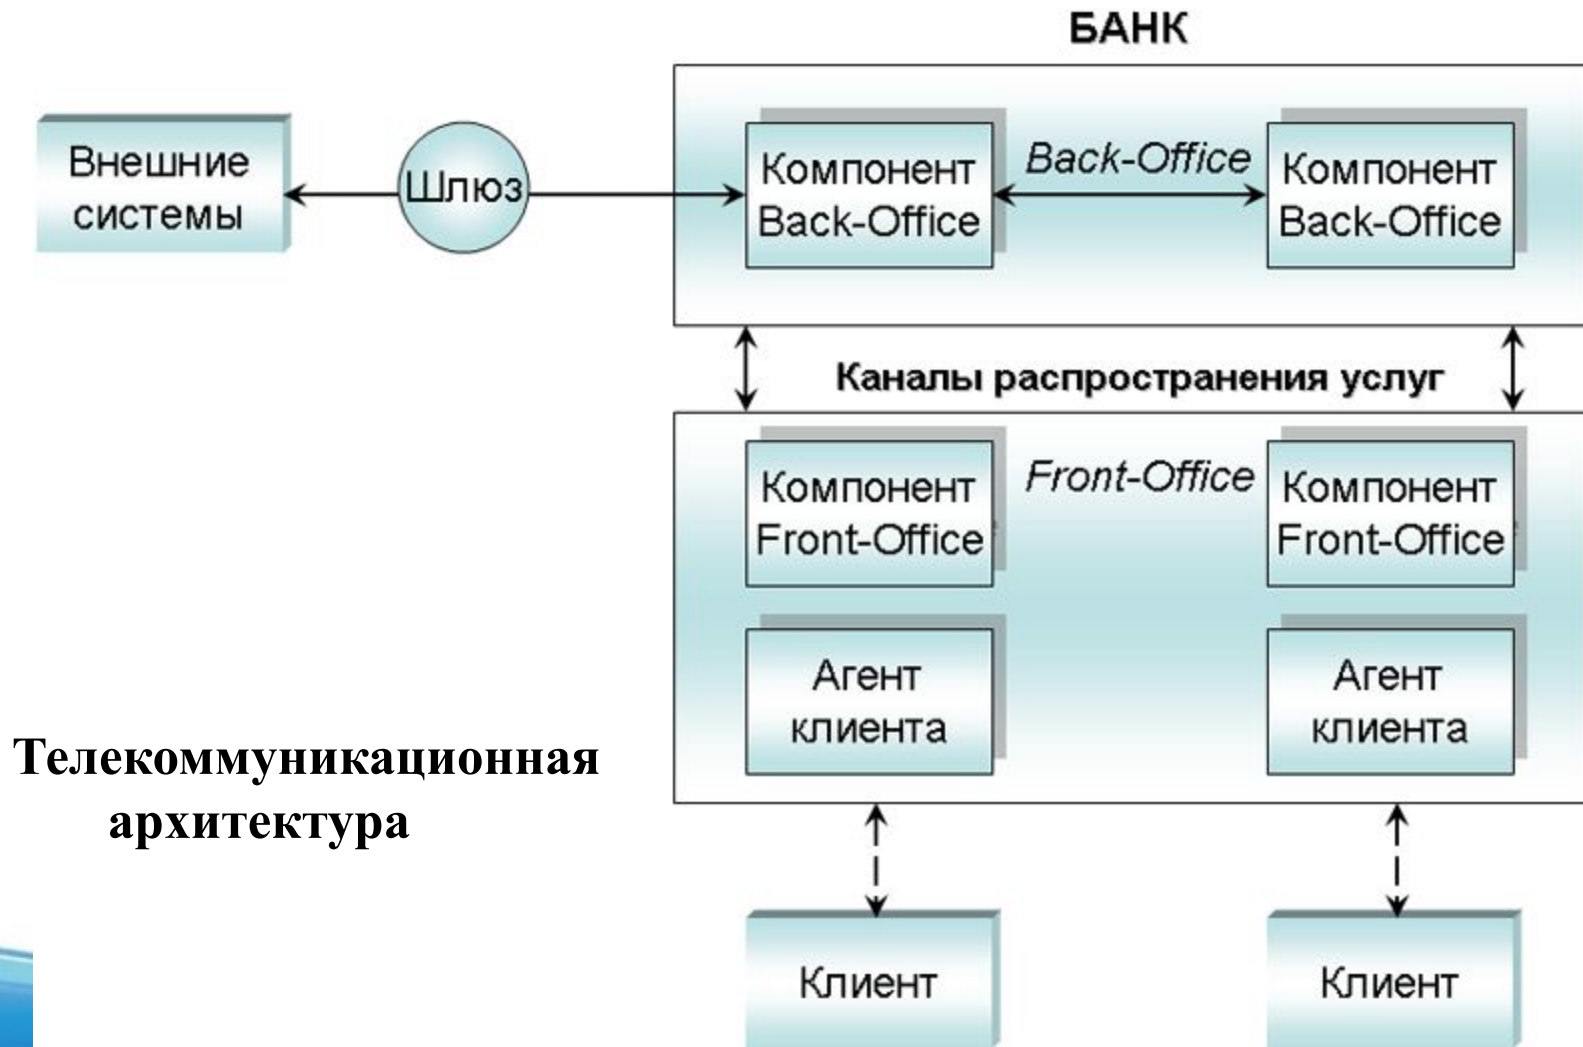 БАНК
Внешние
системы
Шлюз
Компонент
Back-Office
Back-Office
Компонент
Back-Office
Каналы распространения услуг
Компонент
Front-Office
Front-Office
Компонент
Front-Office
Агент
клиента
Агент
клиента
Телекоммуникационная
архитектура
Клиент
Клиент